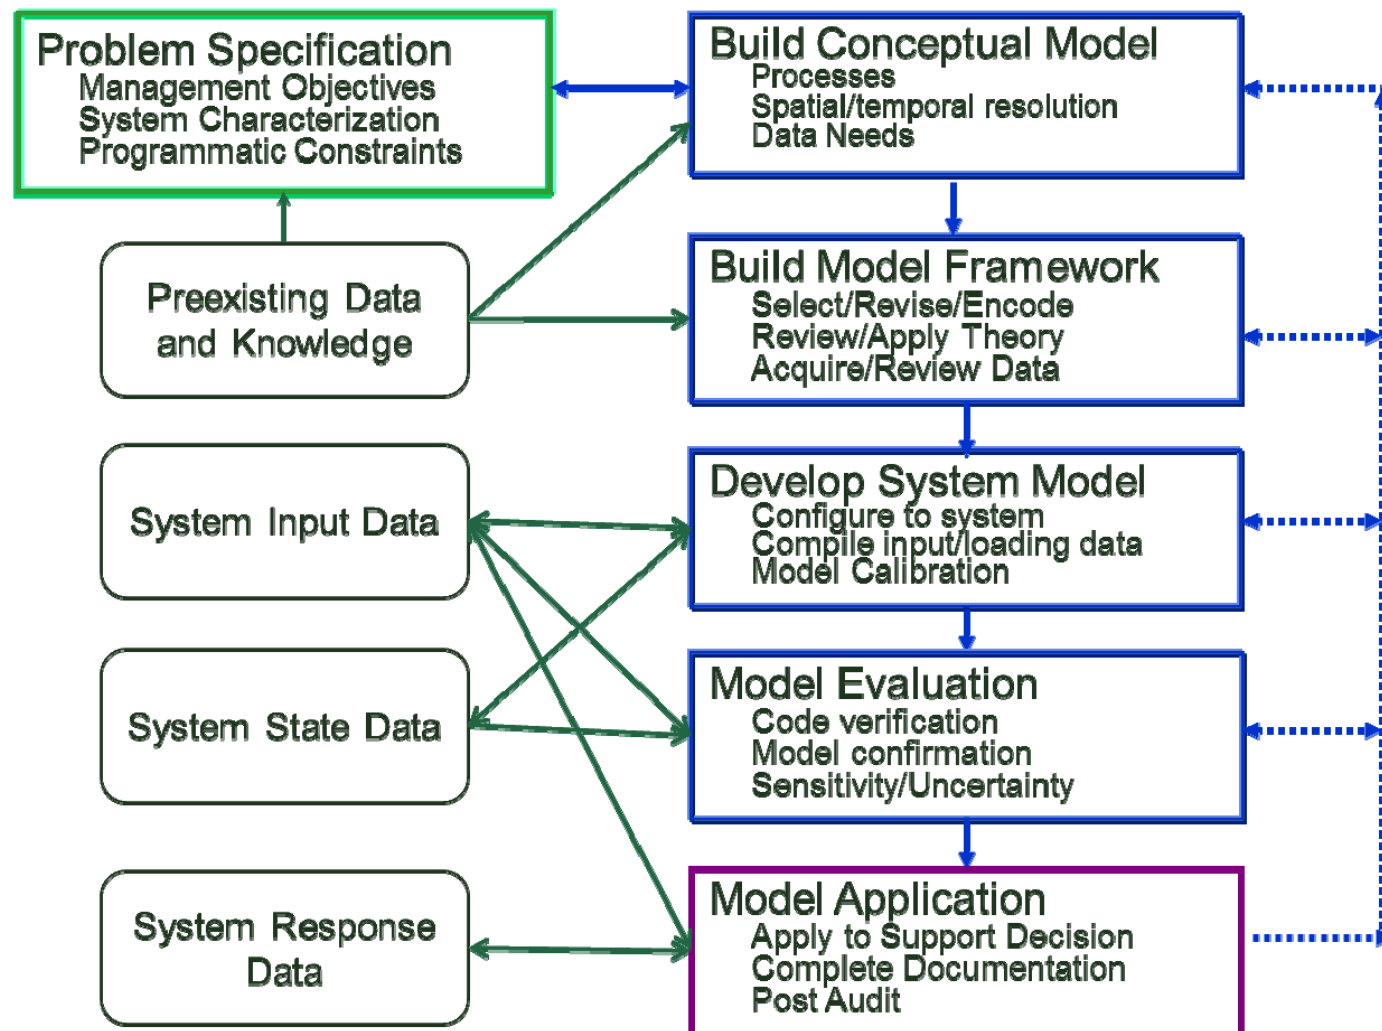 Problem Specification
Management Objectives
System Characterization
Programmatic Constraints
Build Conceptual Model
Processes
Spatial/temporal resolution
Data Needs
Preexisting Data
and Knowledge
Build Model Framework
Select/Revise/Encode
Review/Apply Theory
Acquire/Review Data
System Input Data
Develop System Model
Configure to system
Compile input/loading data
Model Calibration
System State Data
Model Evaluation
Code verification
Model confirmation
Sensitivity/Uncertainty
System Response
Data
Model Application
Apply to Support Decision
Complete Documentation
Post Audit